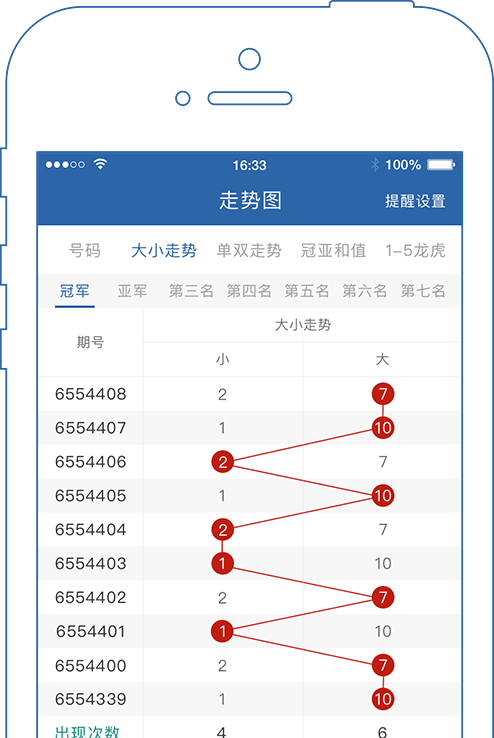 16:33 100%
走势图 提醒设置
号码 大小走势 单双走势 冠亚和值 1-5龙虎
冠军 亚军 第三名 第四名 第五名 第六名 第七名
期号 大小走势
小 大
6554408 2 7
6554407 1 10
6554406 2 7
6554405 1 10
6554404 2 7
6554403 1 10
6554402 2 7
6554401 1 10
6554400 2 7
6554339 1 10
出现次数 4 6